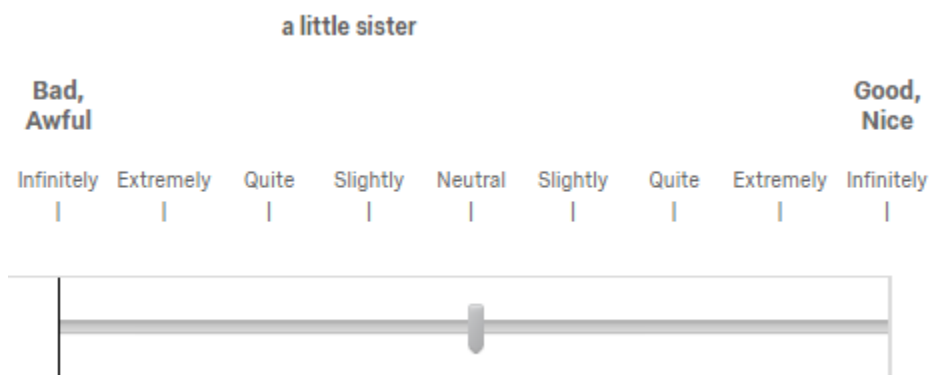 a little sister
Bad,
Awful
Good,
Nice
Infinitely Extremely Quite Slightly Neutral Slightly Quite Extremely Infinitely